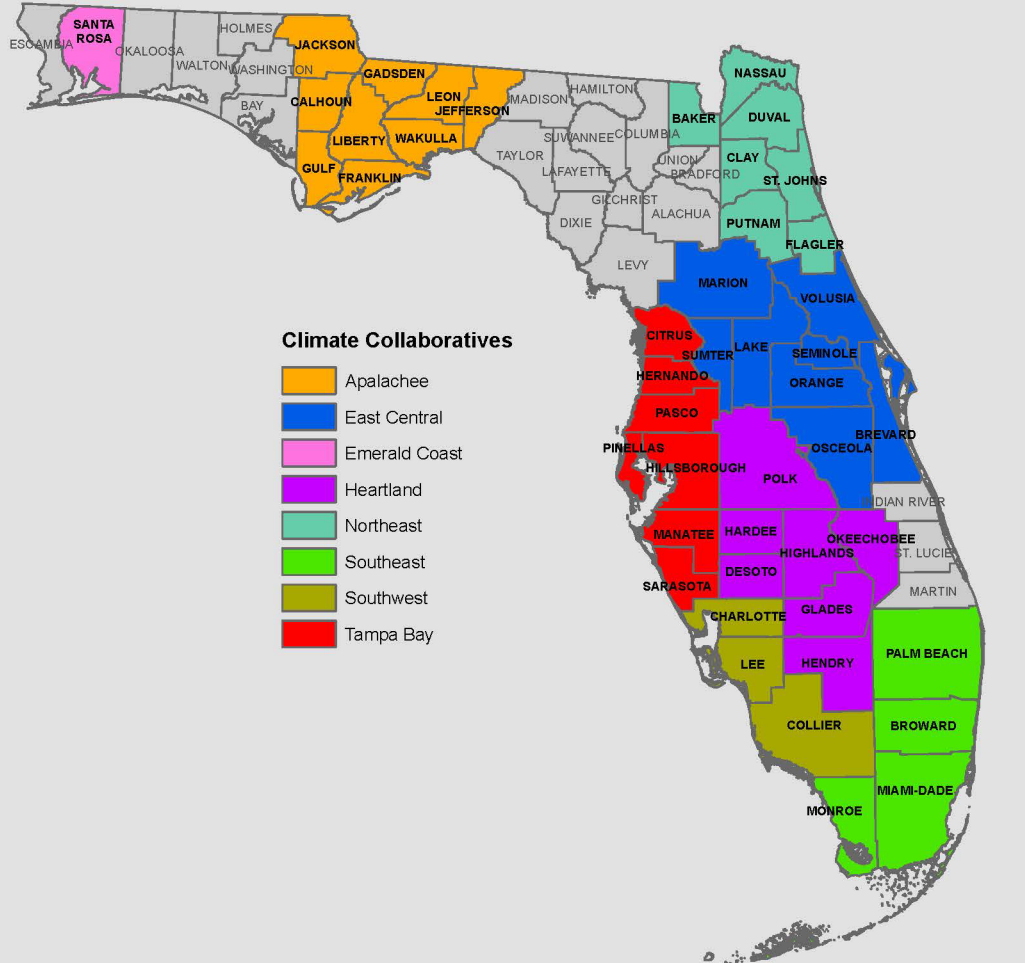 SANTA
ROSA
ESCAMBIA
OKALOOSA
WALTON
HOLMES
WASHINGTON
BAY
JACKSON
CALHOUN
GULF
GADSDEN
LIBERTY
FRANKLIN
LEON
WAKULLA
JEFFERSON
MADISON
TAYLOR
HAMILTON
SUWANNEE
LAFAYETTE
DIXIE
COLUMBIA
GILCHRIST
LEVY
BAKER
UNION
BRADFORD
ALACHUA
NASSAU
DUVAL
CLAY
ST. JOHNS
PUTNAM
FLAGLER
MARION
VOLUSIA
CITRUS
SUMTER
LAKE
SEMINOLE
HERNANDO
ORANGE
PASCO
PINELLAS
HILLSBOROUGH
POLK
OSCEOLA
BREVARD
INDIAN RIVER
MANATEE
HARDEE
HIGHLANDS
OKEECHOBEE
ST. LUCIE
SARASOTA
DESOTO
MARTIN
CHARLOTTE
GLADES
LEE
HENDRY
PALM BEACH
COLLIER
BROWARD
MONROE
MIAMI-DADE
Climate Collaboratives
Apalachee
East Central
Emerald Coast
Heartland
Northeast
Southeast
Southwest
Tampa Bay